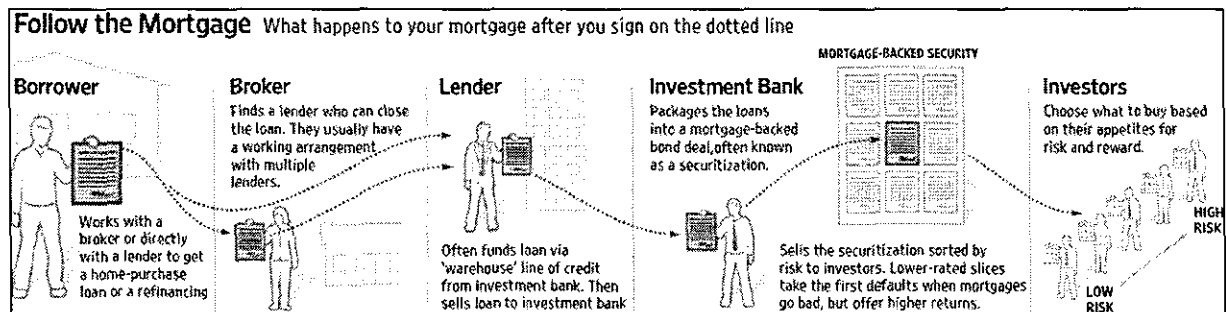 Follow the Mortgage What happens to your mortgage after you sign on the dotted line
Borrower
Works with a
broker or directly
with a lender to get
a home-purchase
loan or a refinancing
Broker
Finds a lender who can close
the loan. They usually have
a working arrangement
with multiple
lenders.
Lender
Often funds loan via
'warehouse' line of credit
from investment bank. Then
sells loan to investment bank
Investment Bank
Packages the loans
into a mortgage-backed
bond deal,often known
as a securitization.
MORTGAGE-BACKED SECURITY
Sells the securitization sorted by
risk to investors. Lower-rated slices
take the first defaults when mortgages
go bad, but offer higher returns.
Investors
Choose what to buy based
on their appetites for
risk and reward.
HIGH
RISK
LOW
RISK